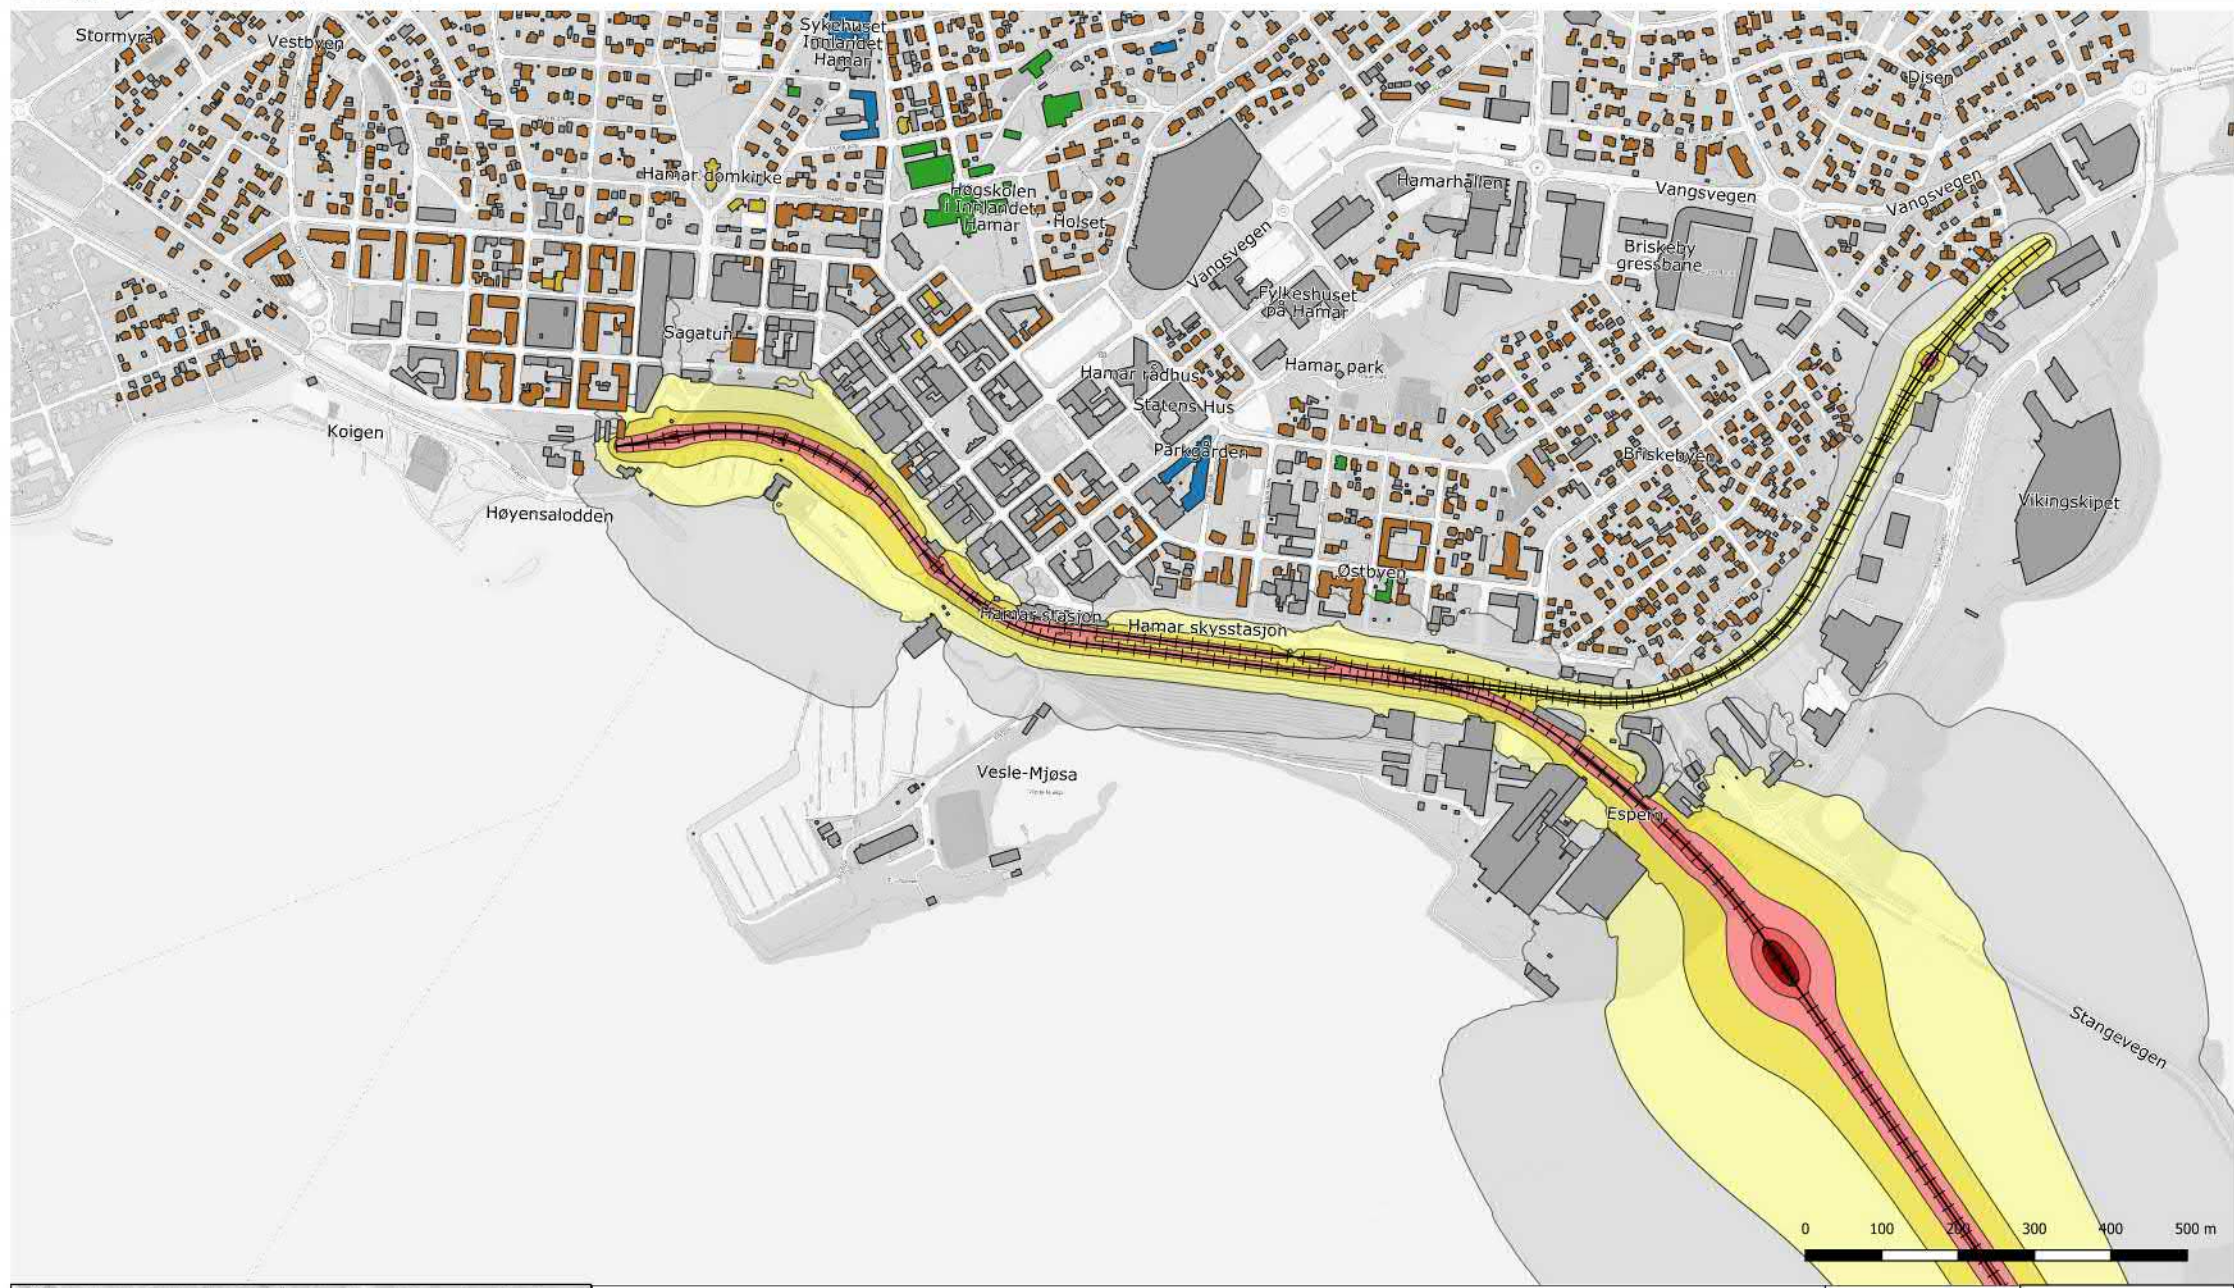 Stormyra
Vestbyen
Sykehuset
Innlandet
Hamar
Disen
Hamar domkirke
Høgskolen
i Innlandet,
Hamar
Holset
Hamarhallen
Vangsvegen
Vangsvegen
Vangsvegen
Briskeby
gressbane
Fylkeshuset
på Hamar
Sagatun
Hamar park
Hamar rådhus
Statens Hus
Koigen
Parkgården
Briskebyen
Høyensalodden
Vikingskipet
Østbyen
Hamar stasjon
Hamar skysstasjon
Vesle-Mjøsa
Espern
Stangevegen
0 100 200 300 400 500 m